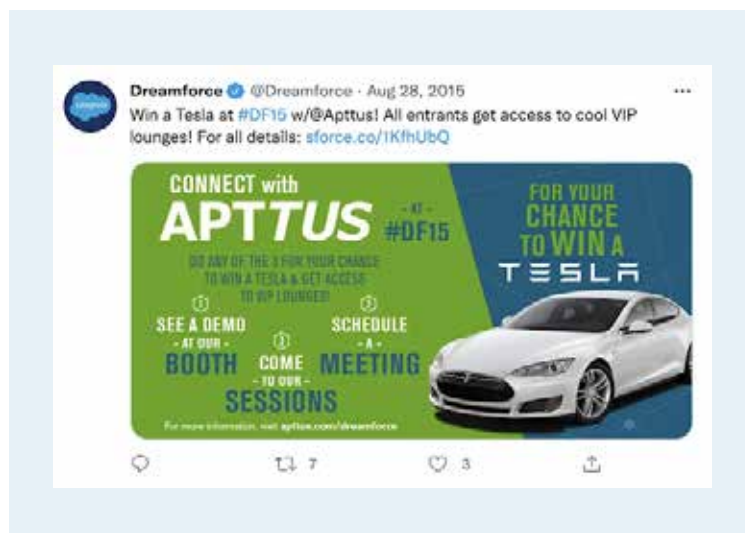 Dreamforce @Dreamforce · Aug 28, 2015
Win a Tesla at #DF15 w/@Apttus! All entrants get access to cool VIP
lounges! For all details: sforce.co/1KfhUbQ
CONNECT with
APTTUS
- AT -
#DF15
DO ANY OF THE 3 FOR YOUR CHANCE
TO WIN A TESLA & GET ACCESS
TO VIP LOUNGES!
1
SEE A DEMO
- AT OUR -
BOOTH
2
COME
- TO OUR -
SESSIONS
3
SCHEDULE
- A -
MEETING
For more information, visit apttus.com/dreamforce
FOR YOUR
CHANCE
TO WIN A
TESLA
7
3